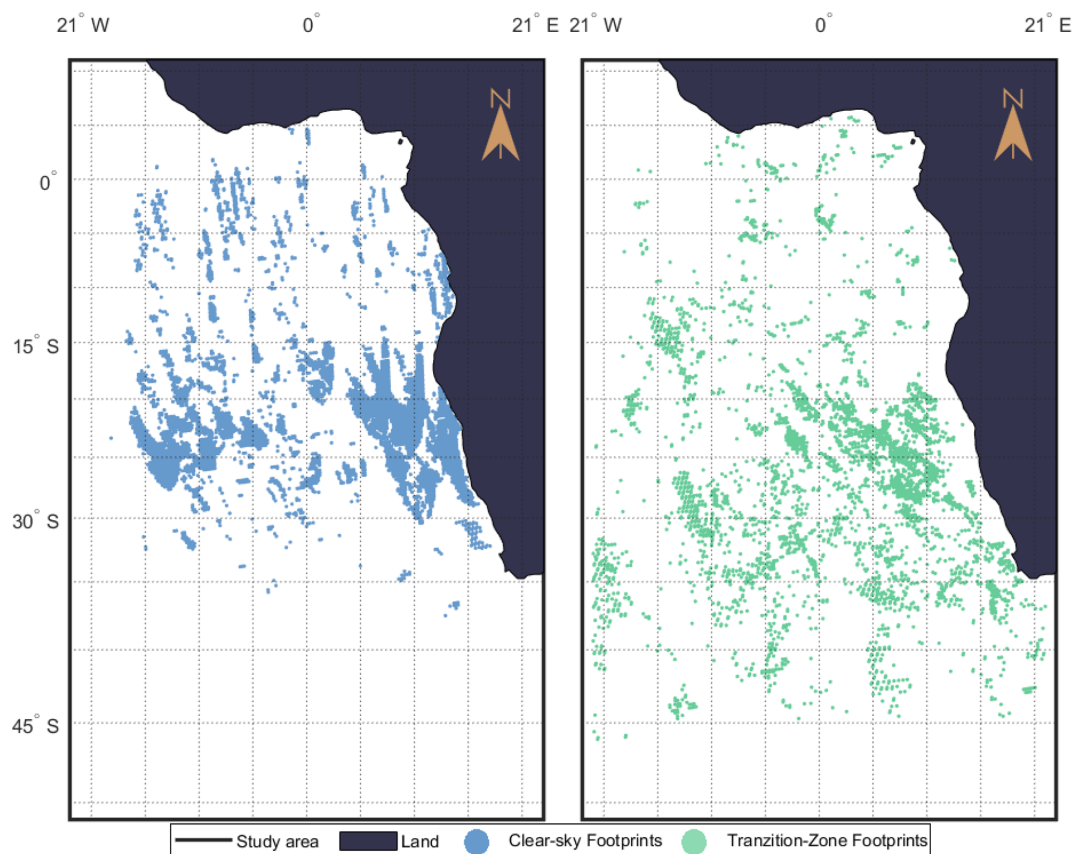 21° W 0° 21° E 21° W 0° 21° E
N N
0°
15° S
30° S
45° S
Study area Land Clear-sky Footprints Tranzition-Zone Footprints